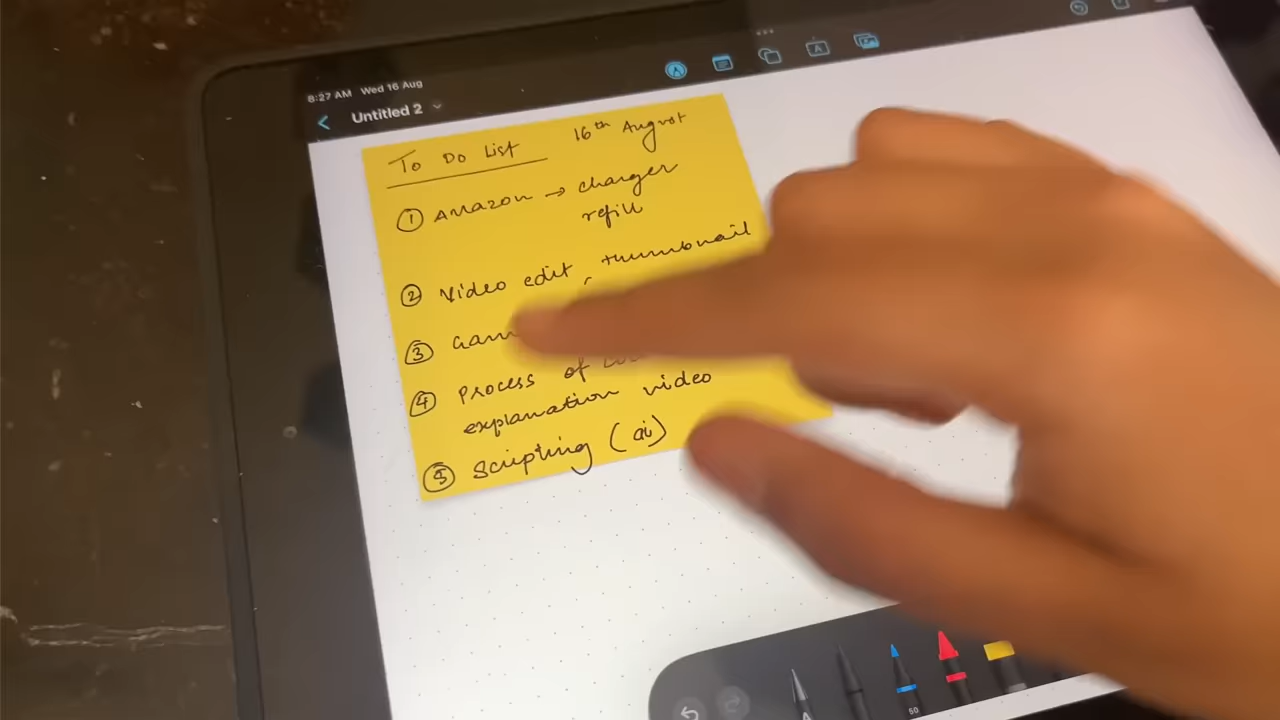 8:27 AM Wed 16 Aug
Untitled 2
To Do List 16th August
① Amazon → charger
refill
② Video edit, thumbnail
③
④ Process of
explanation video
⑤ Scripting (ai)
A
50